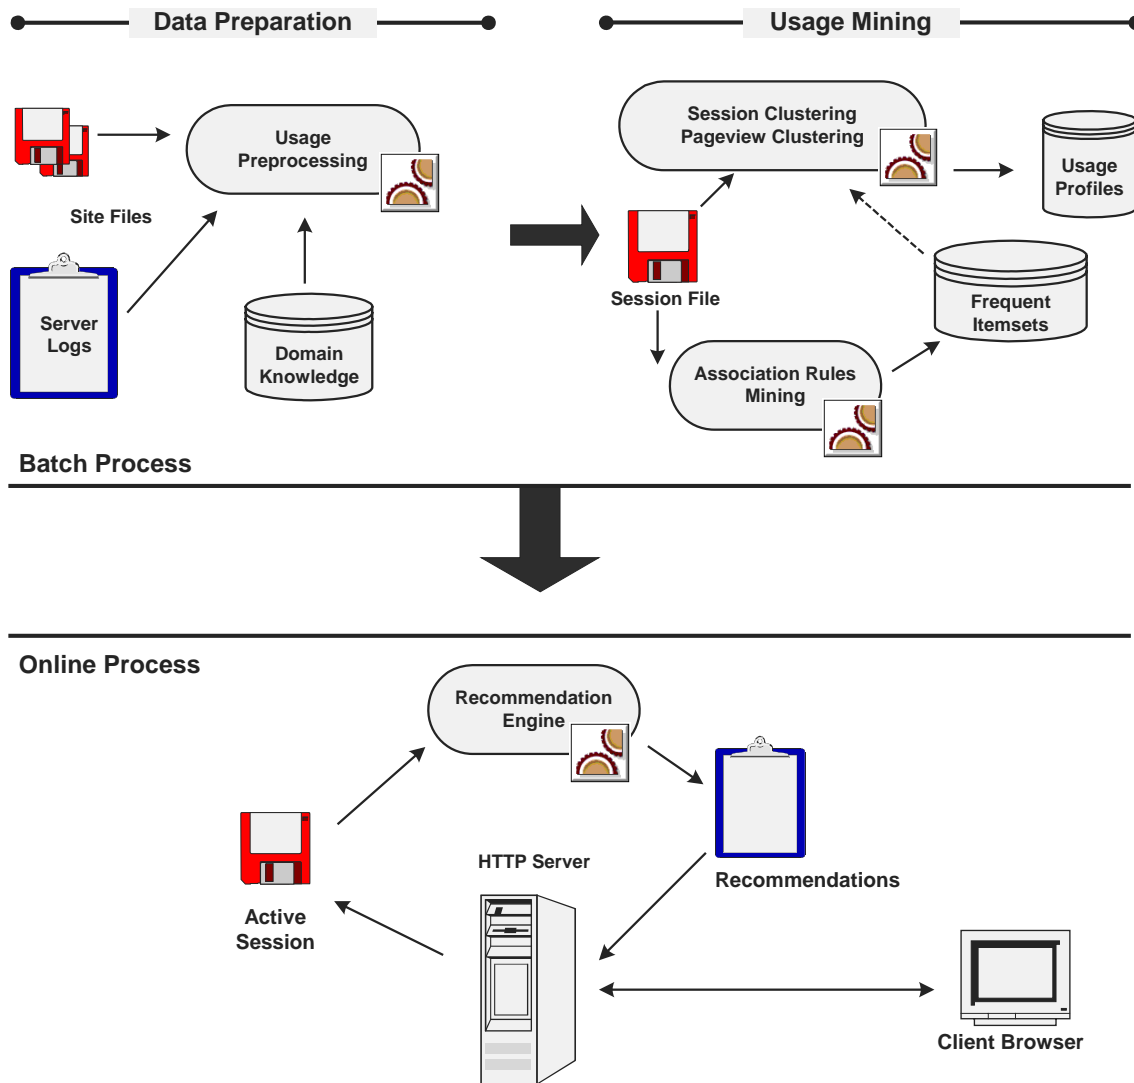 Data Preparation
Usage Mining
Usage
Preprocessing
Site Files
Server
Logs
Domain
Knowledge
Session Clustering
Pageview Clustering
Usage
Profiles
Session File
Frequent
Itemsets
Association Rules
Mining
Batch Process
Online Process
Recommendation
Engine
Active
Session
HTTP Server
Recommendations
Client Browser